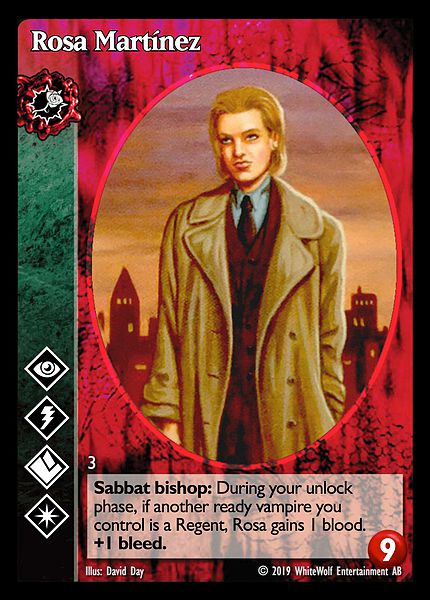 Rosa Martínez
3
Sabbat bishop: During your unlock
phase, if another ready vampire you
control is a Regent, Rosa gains 1 blood.
+1 bleed.
9
Illus: David Day
© 2019 WhiteWolf Entertainment AB